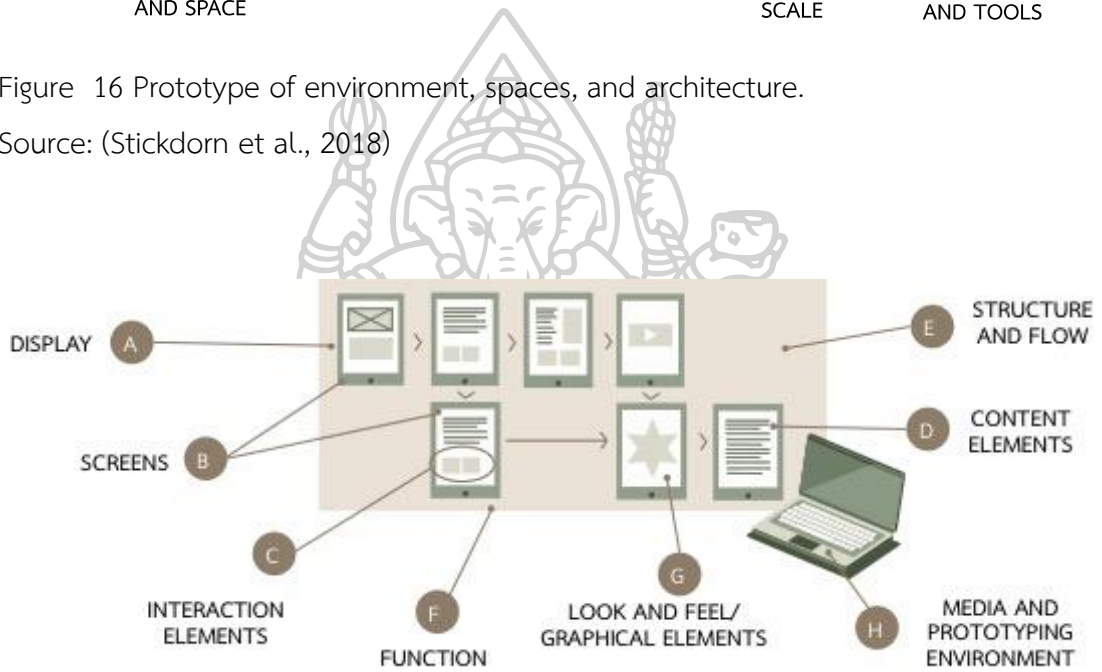 AND SPACE
SCALE
AND TOOLS
Figure 16 Prototype of environment, spaces, and architecture.
Source: (Stickdorn et al., 2018)
DISPLAY
A
E
STRUCTURE
AND FLOW
SCREENS
B
D
CONTENT
ELEMENTS
C
INTERACTION
ELEMENTS
F
FUNCTION
G
LOOK AND FEEL/
GRAPHICAL ELEMENTS
H
MEDIA AND
PROTOTYPING
ENVIRONMENT